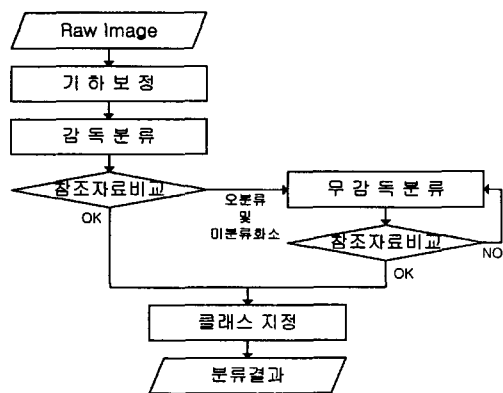 Raw Image
기 하 보 정
감 독 분 류
참조자료비교
OK
오분류
및
미분류화소
무 감 독 분 류
참조자료비교
NO
OK
클래스 지정
분류결과